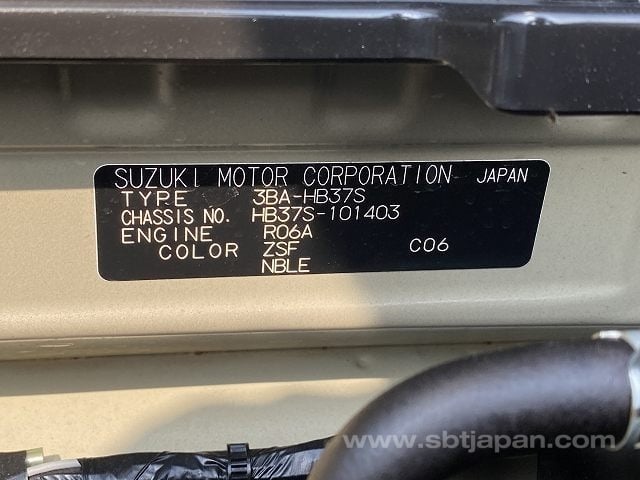 SUZUKI MOTOR CORPORATION JAPAN
TYPE 3BA-HB37S
CHASSIS NO. HB37S-101403
ENGINE R06A
COLOR ZSF C06
NBLE
www.sbtjapan.com